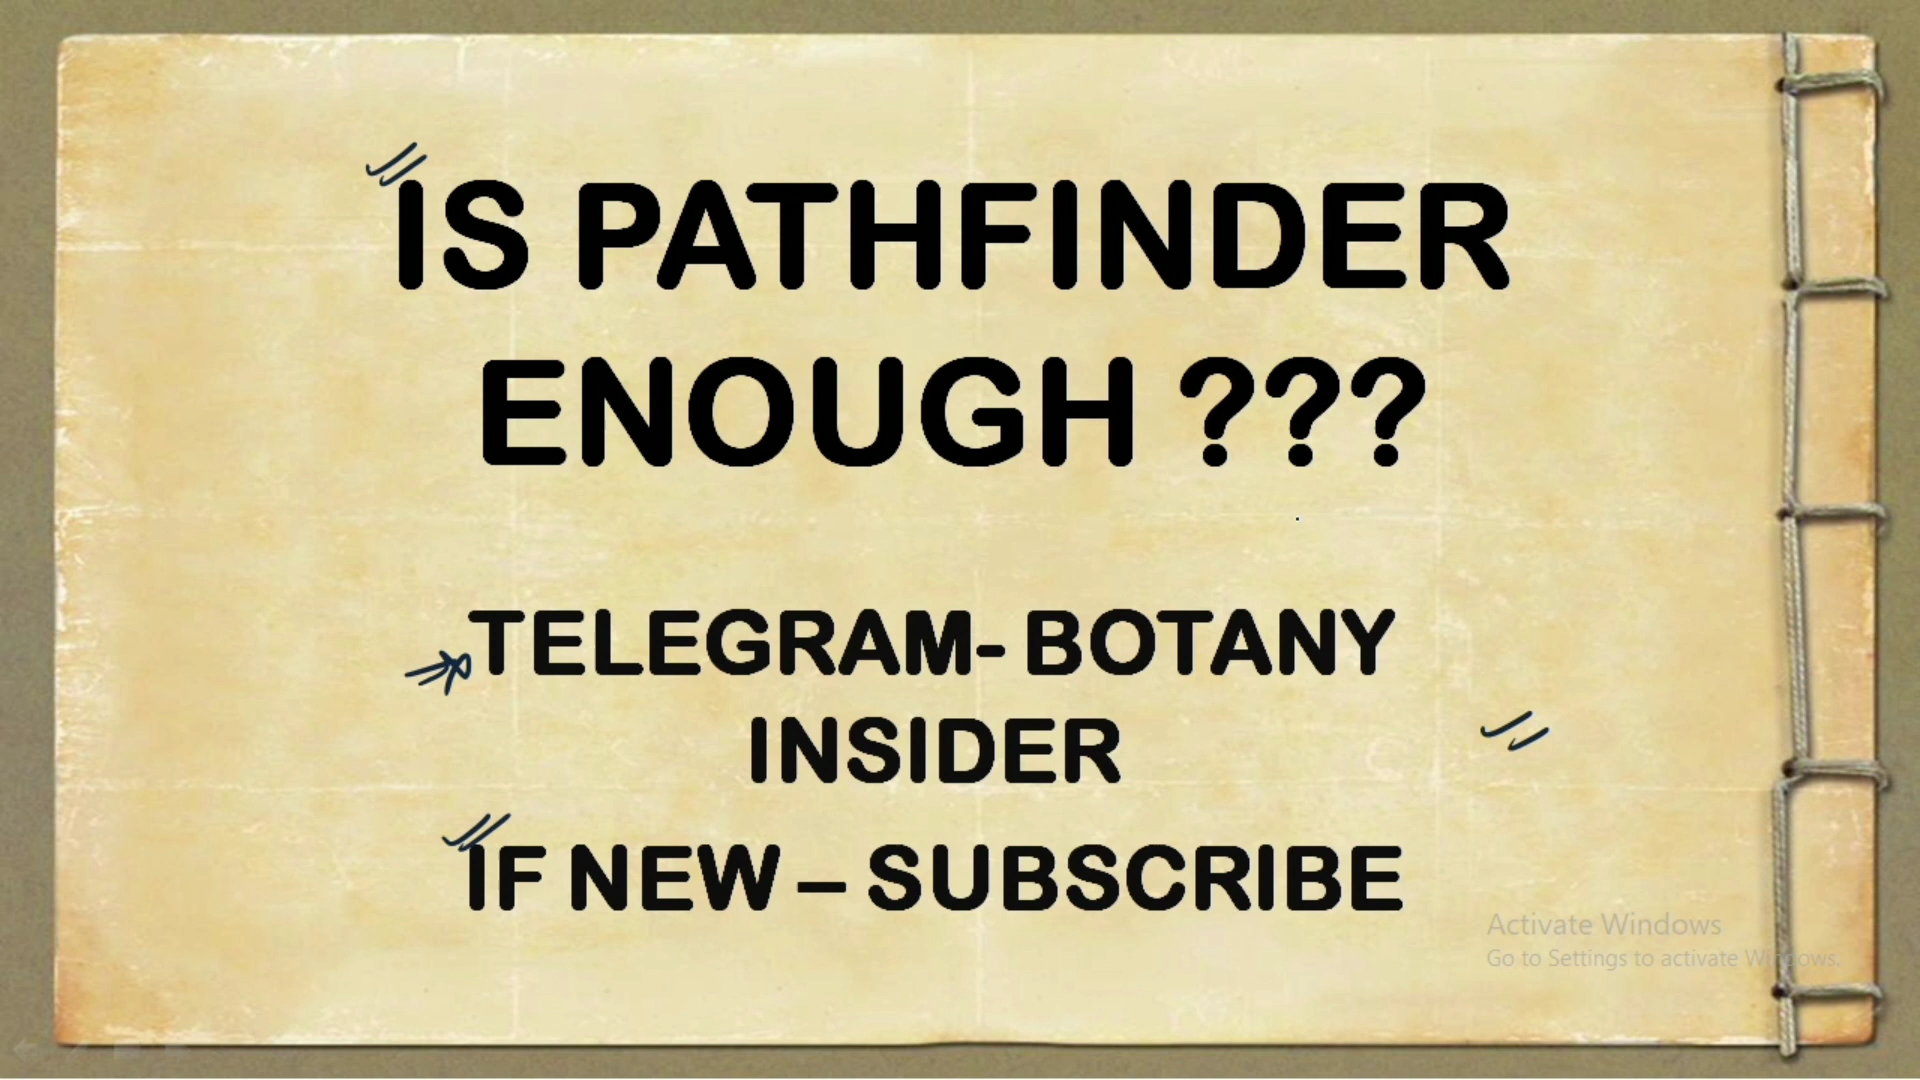 IS PATHFINDER
ENOUGH ???
TELEGRAM- BOTANY
INSIDER
IF NEW – SUBSCRIBE
Activate Windows
Go to Settings to activate Windows.